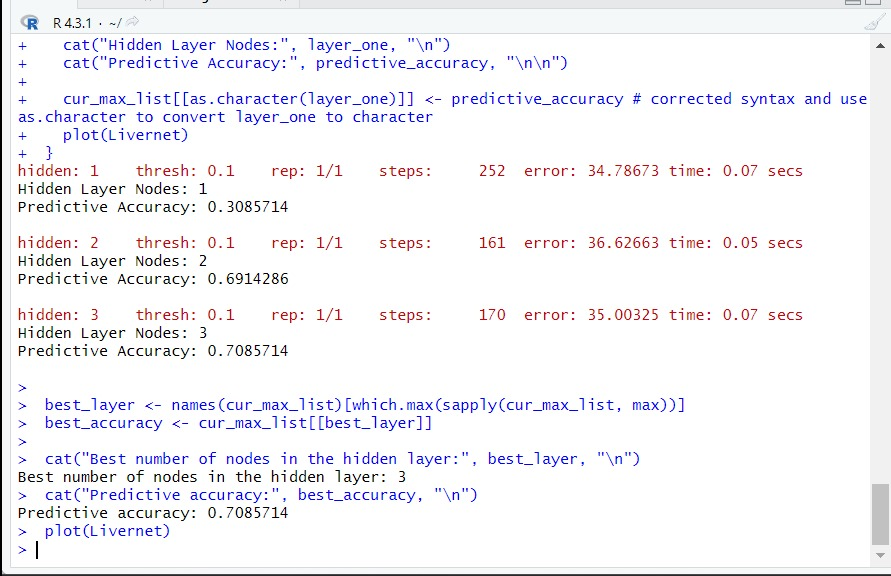 R 4.3.1 · ~/
+    cat("Hidden Layer Nodes:", layer_one, "\n")
+    cat("Predictive Accuracy:", predictive_accuracy, "\n\n")
+
+    cur_max_list[[as.character(layer_one)]] <- predictive_accuracy # corrected syntax and use
as.character to convert layer_one to character
+    plot(Livernet)
+  }
hidden: 1    thresh: 0.1    rep: 1/1    steps:     252  error: 34.78673 time: 0.07 secs
Hidden Layer Nodes: 1
Predictive Accuracy: 0.3085714
hidden: 2    thresh: 0.1    rep: 1/1    steps:     161  error: 36.62663 time: 0.05 secs
Hidden Layer Nodes: 2
Predictive Accuracy: 0.6914286
hidden: 3    thresh: 0.1    rep: 1/1    steps:     170  error: 35.00325 time: 0.07 secs
Hidden Layer Nodes: 3
Predictive Accuracy: 0.7085714
>
>  best_layer <- names(cur_max_list)[which.max(sapply(cur_max_list, max))]
>  best_accuracy <- cur_max_list[[best_layer]]
>
>  cat("Best number of nodes in the hidden layer:", best_layer, "\n")
Best number of nodes in the hidden layer: 3
>  cat("Predictive accuracy:", best_accuracy, "\n")
Predictive accuracy: 0.7085714
>  plot(Livernet)
>